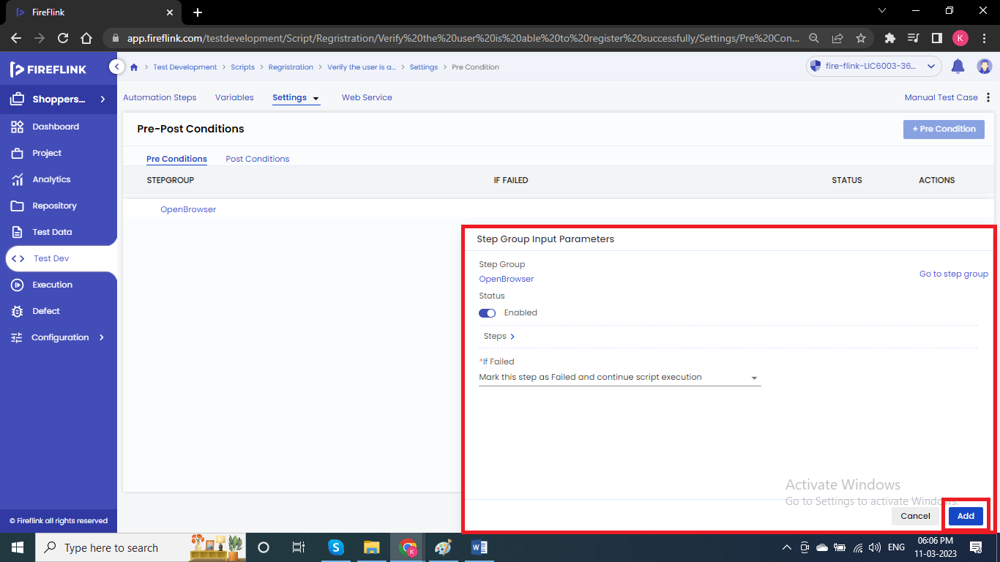 FireFlink
app.fireflink.com/testdevelopment/Script/Regristration/Verify%20the%20user%20is%20able%20to%20register%20successfully/Settings/Pre%20Con...
K
FIREFLINK
Test Development
Scripts
Regristration
Verify the user is a...
Settings
Pre Condition
fire-flink-LIC6003-36...
Shoppers...
Automation Steps
Variables
Settings
Web Service
Manual Test Case
Dashboard
Project
Analytics
Repository
Test Data
Test Dev
Execution
Defect
Configuration
Pre-Post Conditions
+ Pre Condition
Pre Conditions
Post Conditions
STEPGROUP
IF FAILED
STATUS
ACTIONS
OpenBrowser
Step Group Input Parameters
Step Group
OpenBrowser
Go to step group
Status
Enabled
Steps
*If Failed
Mark this step as Failed and continue script execution
Activate Windows
Go to Settings to activate Windows.
Cancel
Add
© Fireflink all rights reserved
Type here to search
S
K
W
ENG
06:06 PM
11-03-2023